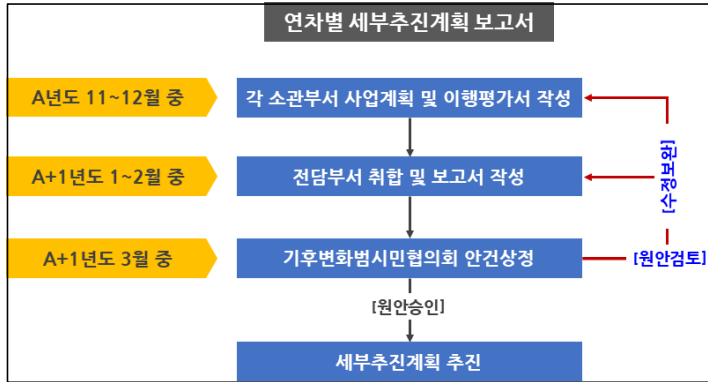 연차별 세부추진계획 보고서
A년도 11~12월 중
각 소관부서 사업계획 및 이행평가서 작성
A+1년도 1~2월 중
전담부서 취합 및 보고서 작성
[수정보완]
A+1년도 3월 중
기후변화범시민협의회 안건상정
[원안검토]
[원안승인]
세부추진계획 추진